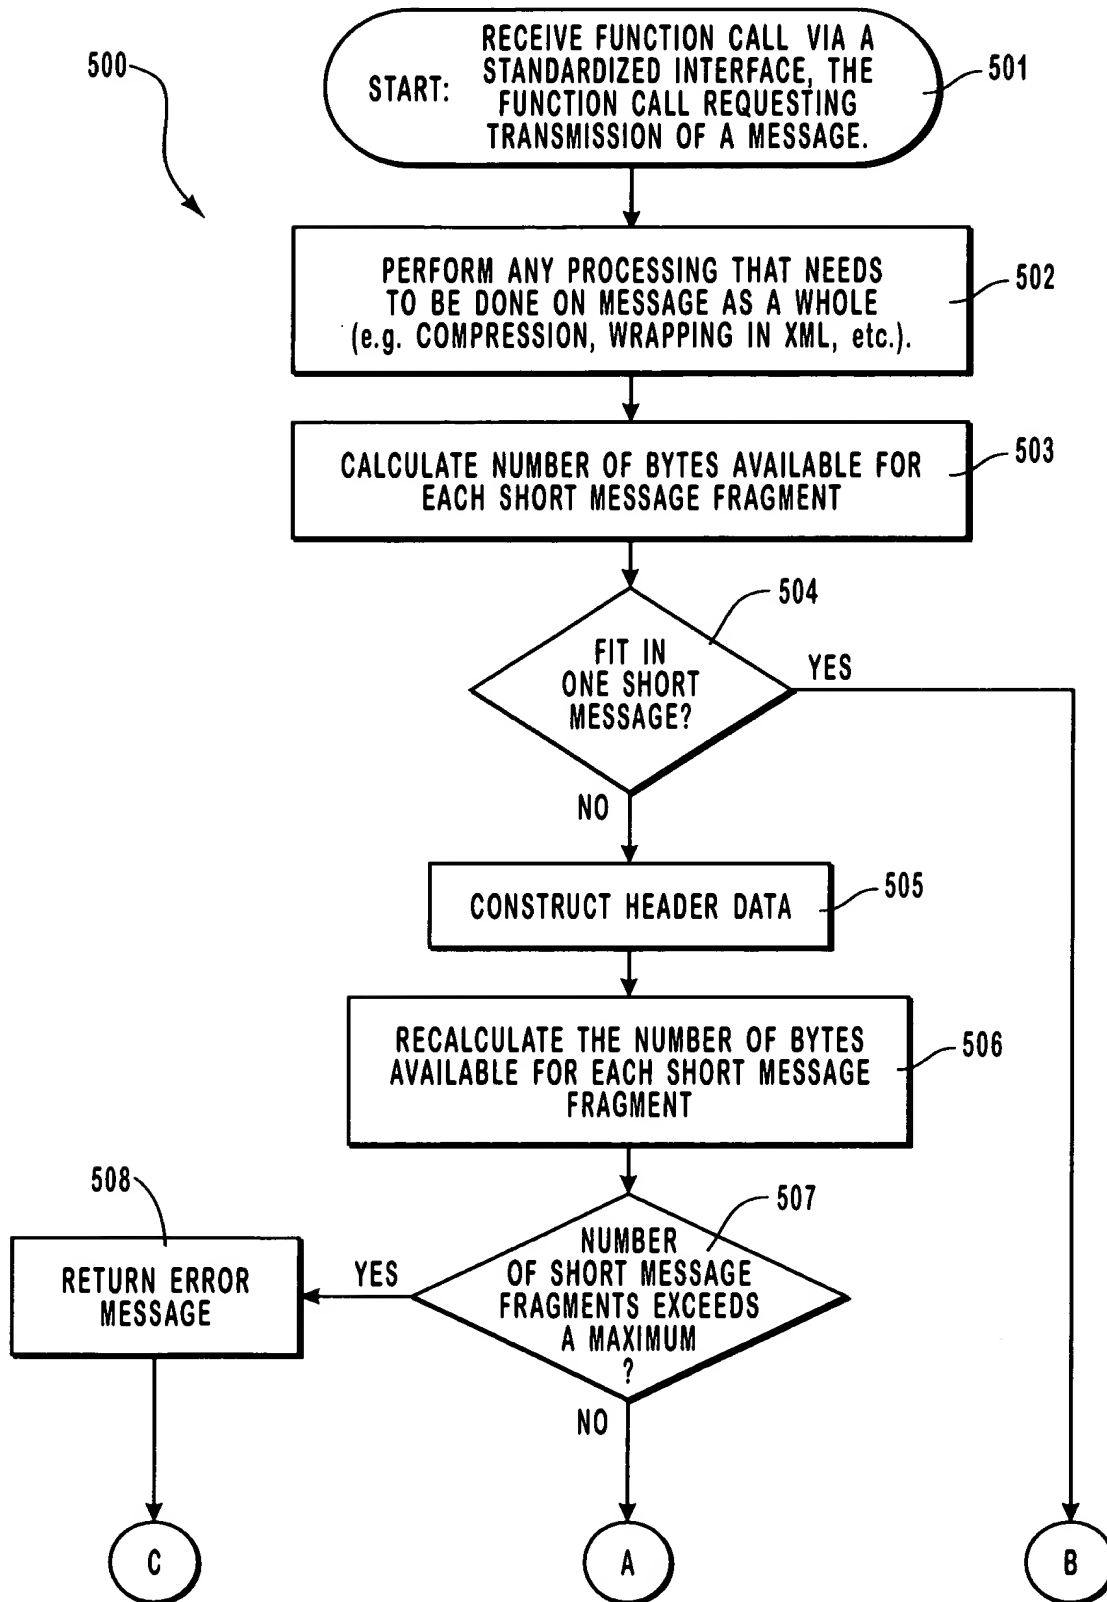 500
START:
RECEIVE FUNCTION CALL VIA A
STANDARDIZED INTERFACE, THE
FUNCTION CALL REQUESTING
TRANSMISSION OF A MESSAGE.
501
PERFORM ANY PROCESSING THAT NEEDS
TO BE DONE ON MESSAGE AS A WHOLE
(e.g. COMPRESSION, WRAPPING IN XML, etc.).
502
CALCULATE NUMBER OF BYTES AVAILABLE FOR
EACH SHORT MESSAGE FRAGMENT
503
504
FIT IN
ONE SHORT
MESSAGE?
YES
NO
CONSTRUCT HEADER DATA
505
RECALCULATE THE NUMBER OF BYTES
AVAILABLE FOR EACH SHORT MESSAGE
FRAGMENT
506
507
NUMBER
OF SHORT MESSAGE
FRAGMENTS EXCEEDS
A MAXIMUM
?
YES
508
RETURN ERROR
MESSAGE
NO
C
A
B